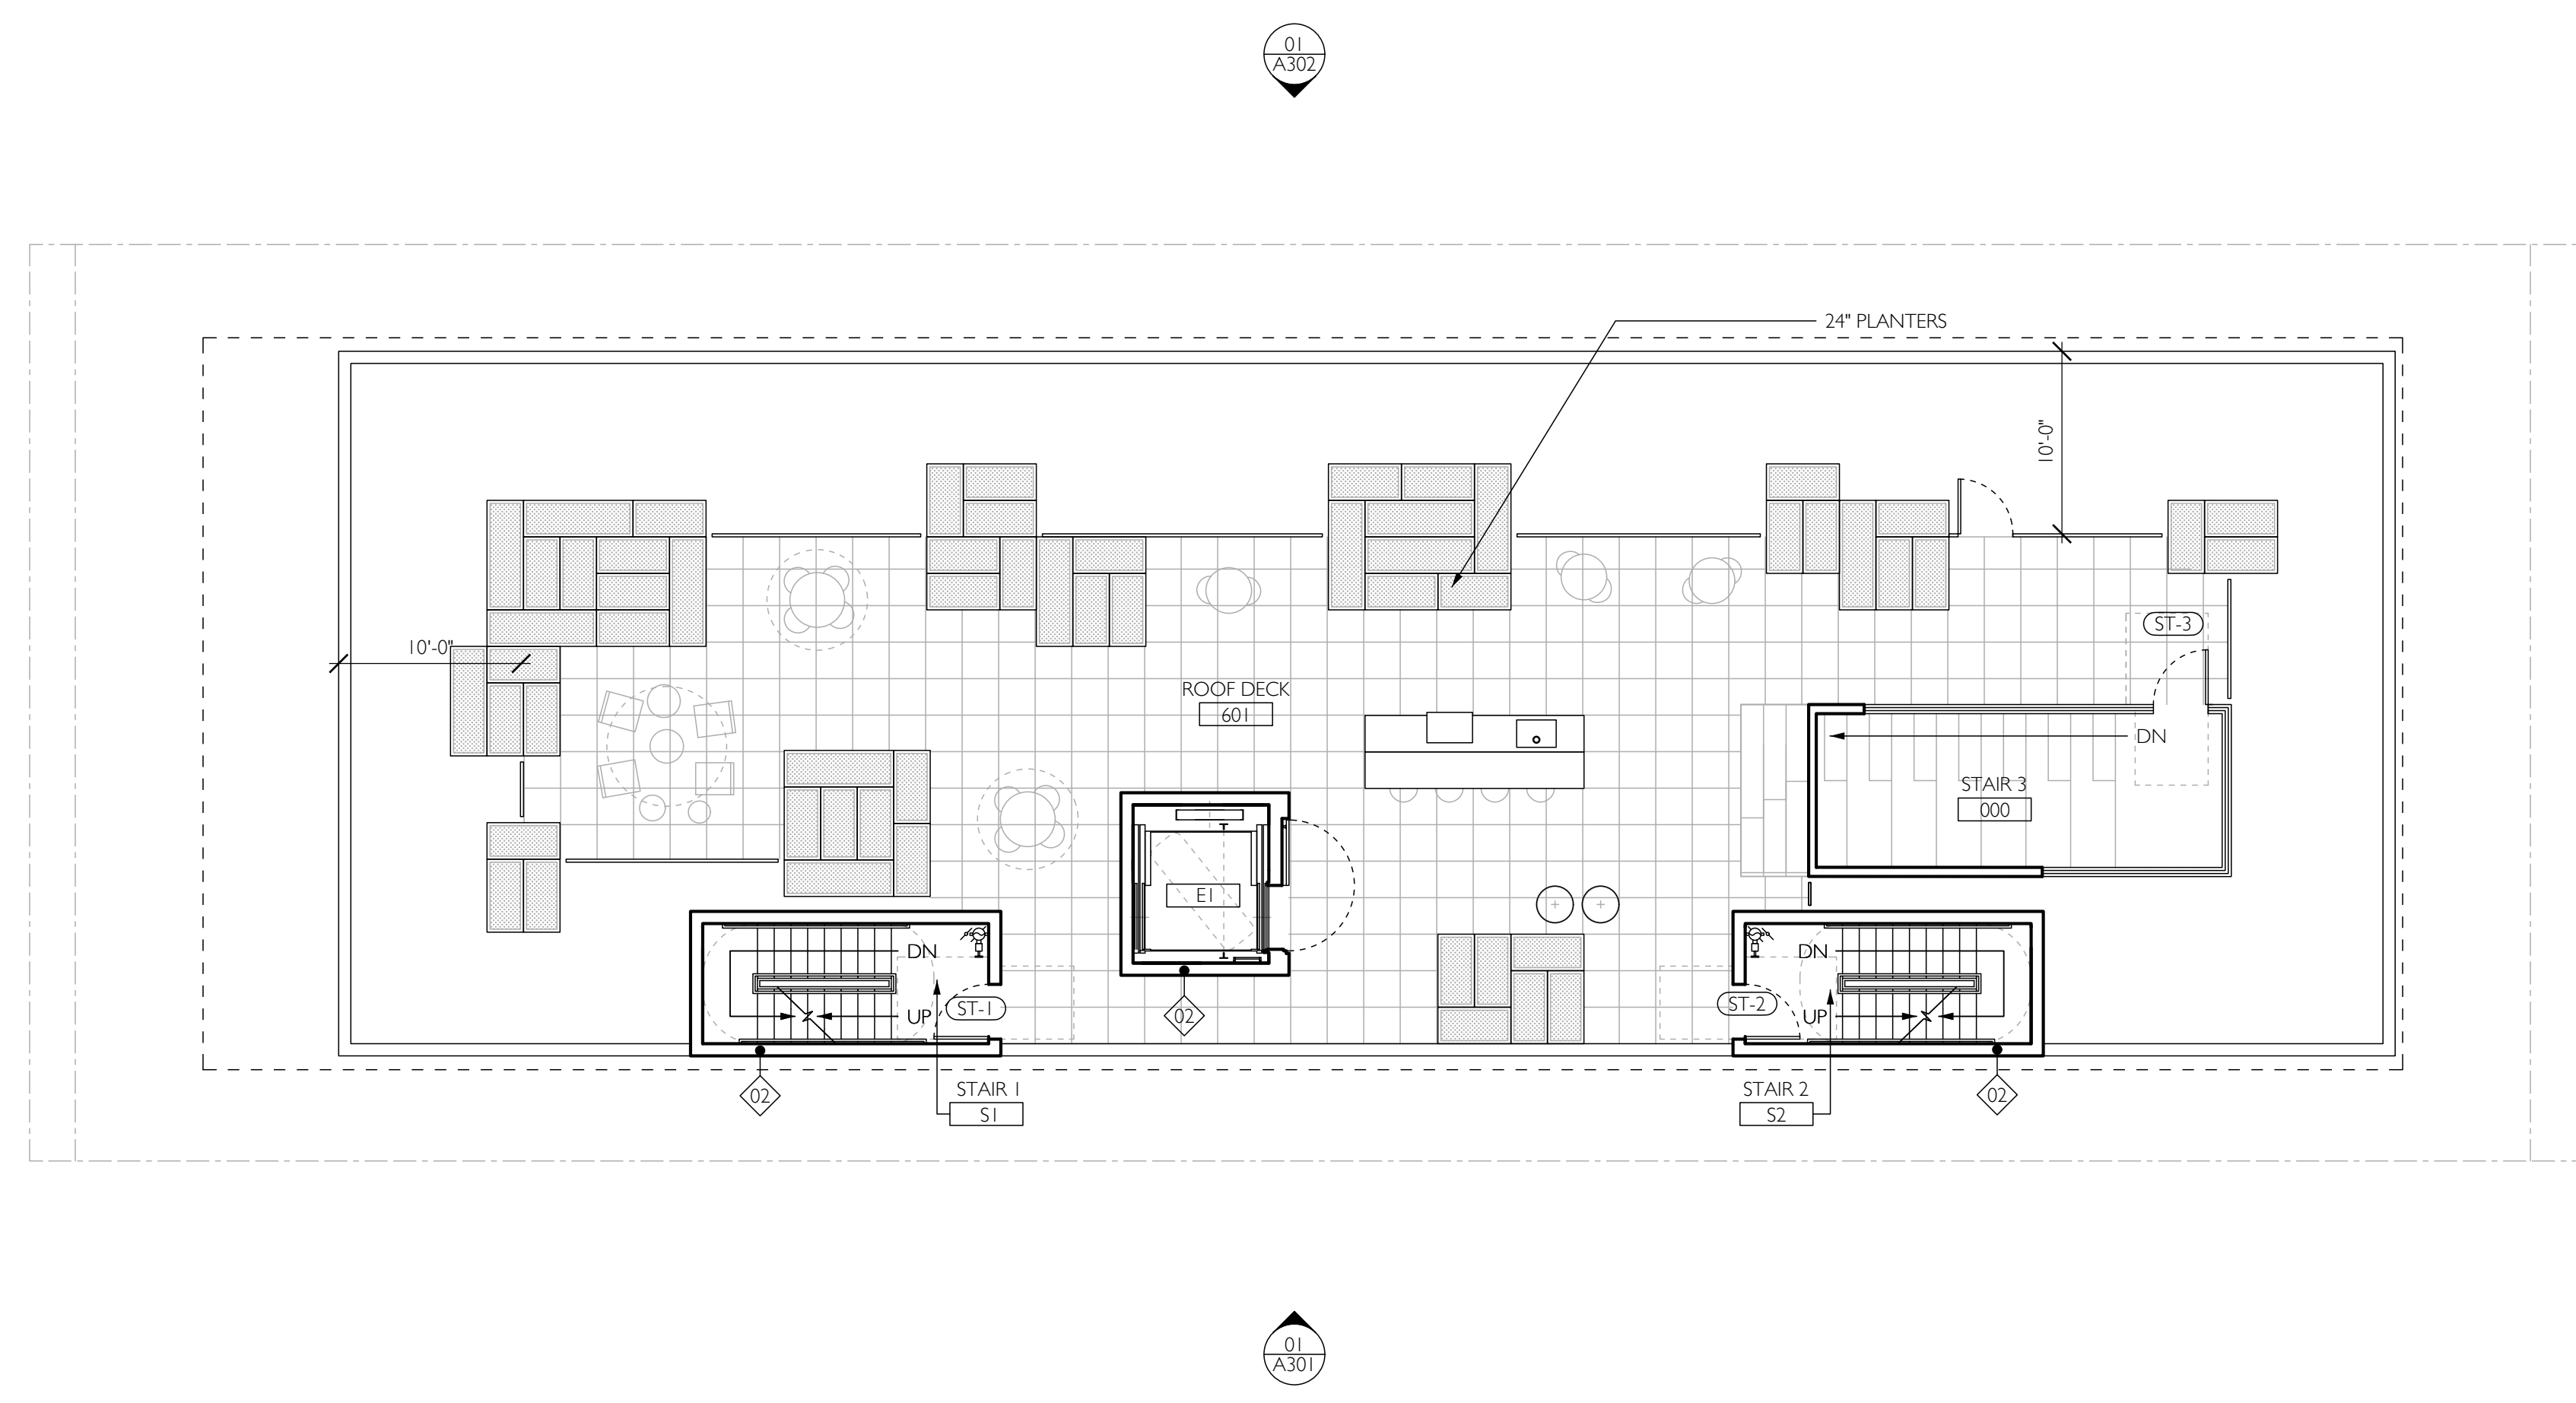 01
A302
24" PLANTERS
10'-0"
ST-3
10'-0"
ROOF DECK
601
DN
STAIR 3
000
E1
DN
DN
ST-1
ST-2
UP
UP
02
STAIR 1
S1
STAIR 2
S2
02
02
01
A301